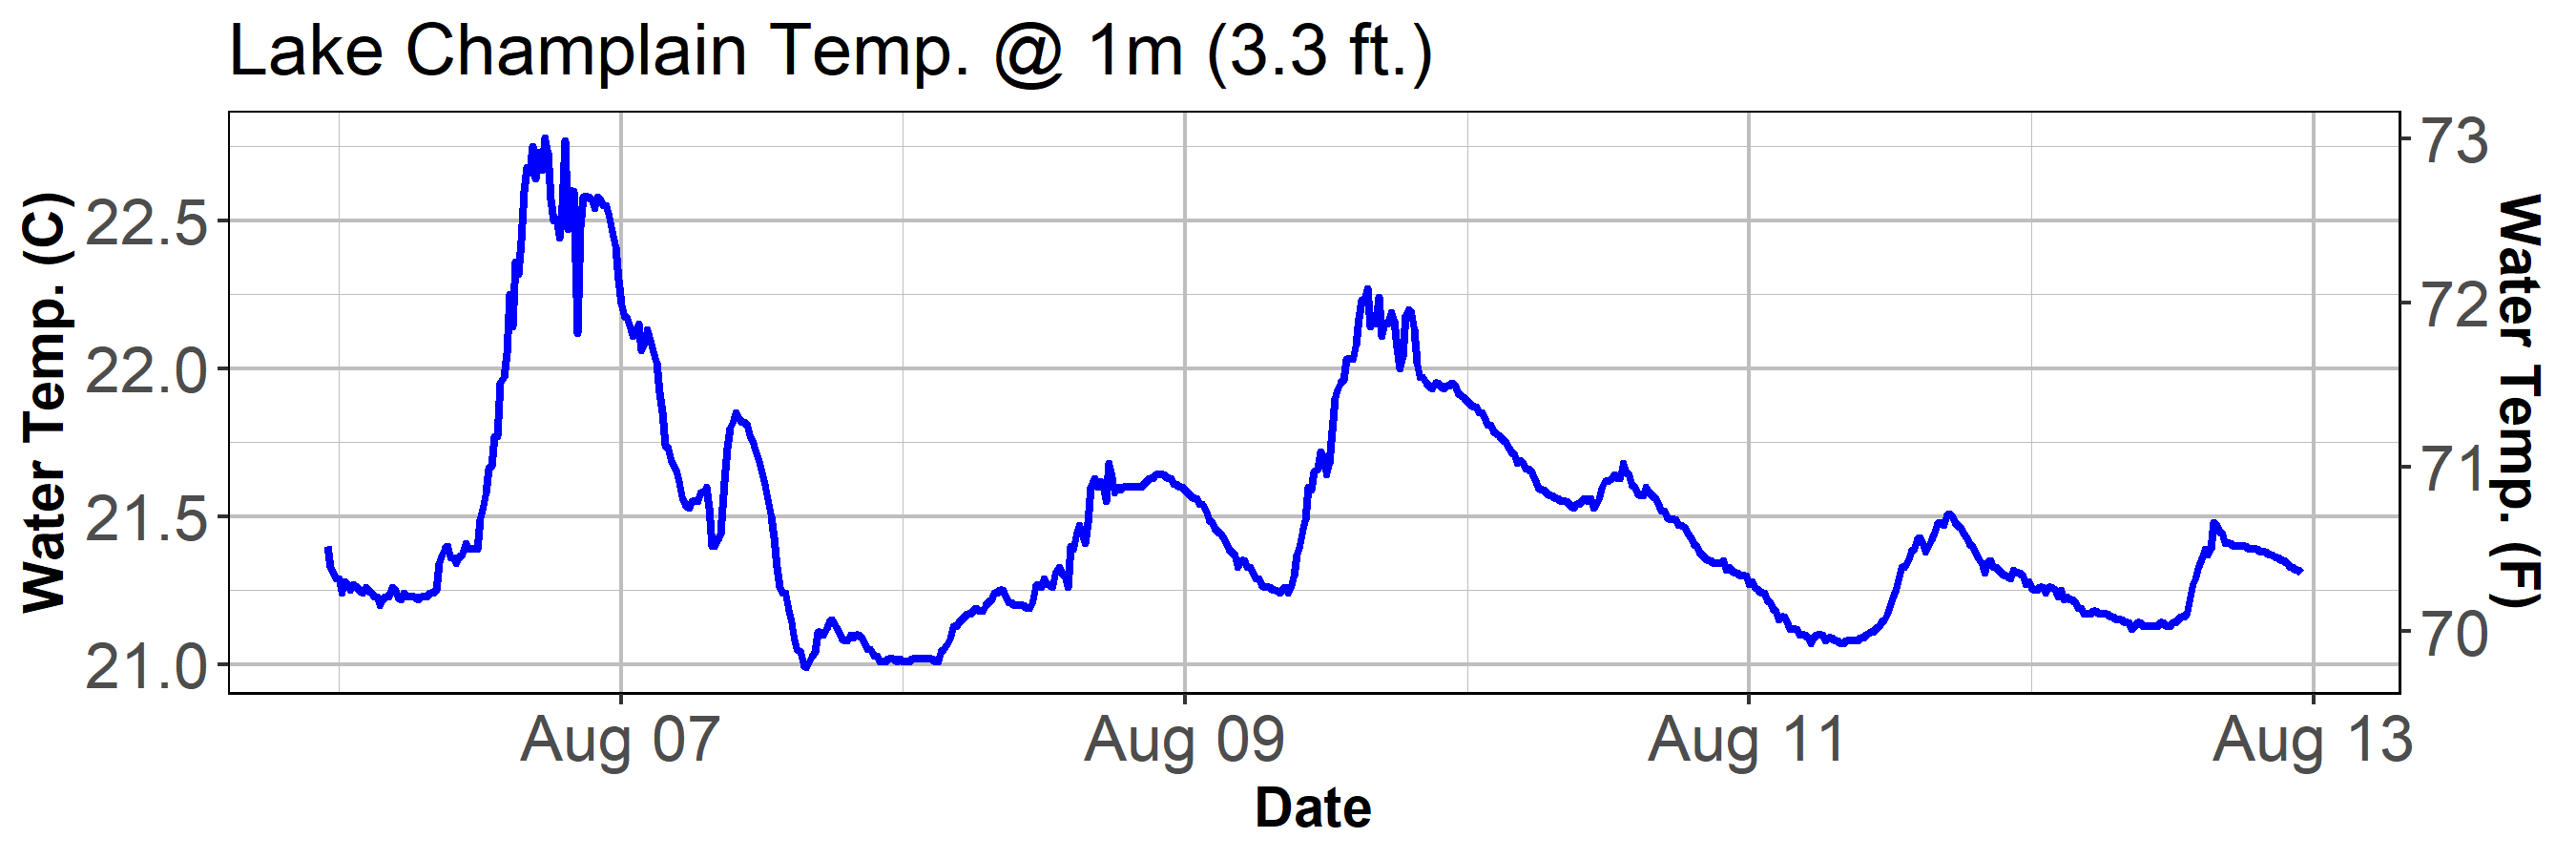 Lake Champlain Temp. @ 1m (3.3 ft.)
Water Temp. (C)
22.5
22.0
21.5
21.0
73
72
71
70
Water Temp. (F)
Aug 07
Aug 09
Aug 11
Aug 13
Date